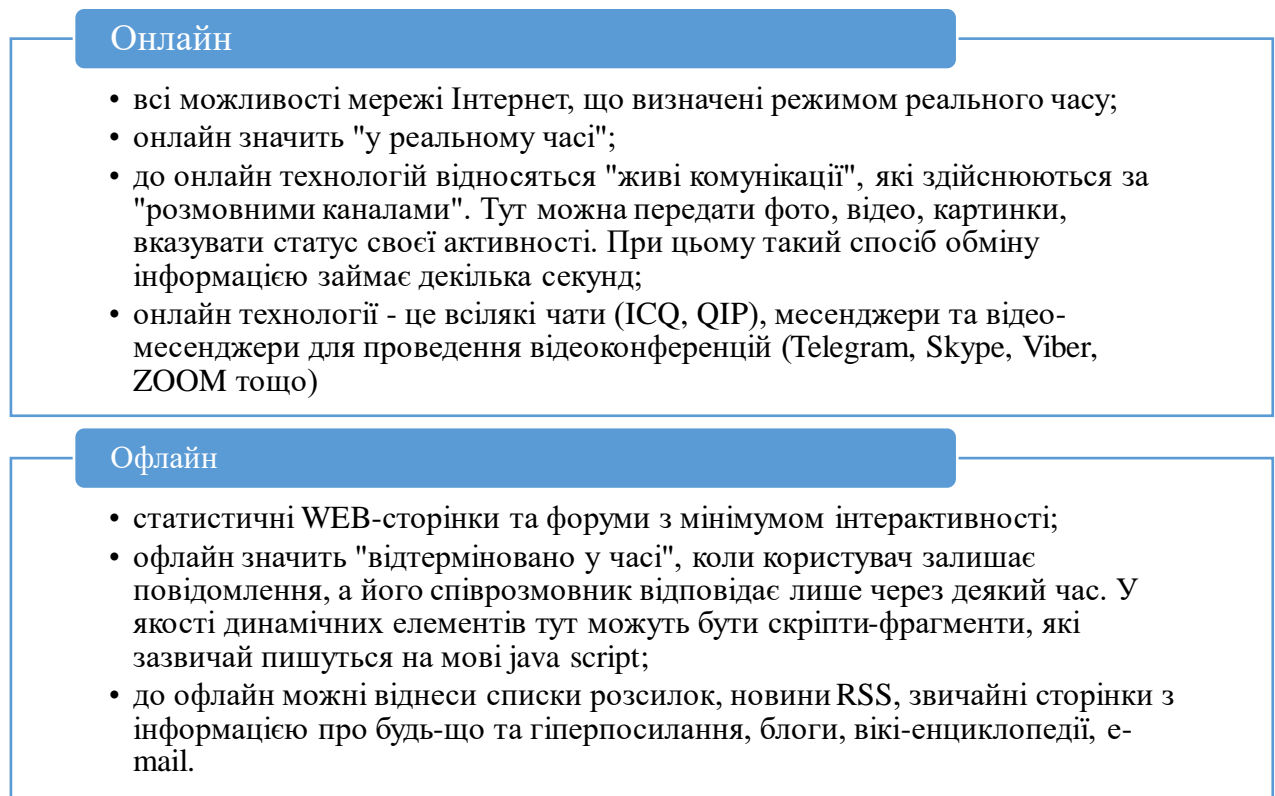 Онлайн
• всі можливості мережі Інтернет, що визначені режимом реального часу;
• онлайн значить "у реальному часі";
• до онлайн технологій відносяться "живі комунікації", які здійснюються за
"розмовними каналами". Тут можна передати фото, відео, картинки,
вказувати статус своєї активності. При цьому такий спосіб обміну
інформацією займає декілька секунд;
• онлайн технології - це всілякі чати (ICQ, QIP), месенджери та відео-
месенджери для проведення відеоконференцій (Telegram, Skype, Viber,
ZOOM тощо)
Офлайн
• статистичні WEB-сторінки та форуми з мінімумом інтерактивності;
• офлайн значить "відтерміновано у часі", коли користувач залишає
повідомлення, а його співрозмовник відповідає лише через деякий час. У
якості динамічних елементів тут можуть бути скріпти-фрагменти, які
зазвичай пишуться на мові java script;
• до офлайн можні віднеси списки розсилок, новини RSS, звичайні сторінки з
інформацією про будь-що та гіперпосилання, блоги, вікі-енциклопедії, e-
mail.